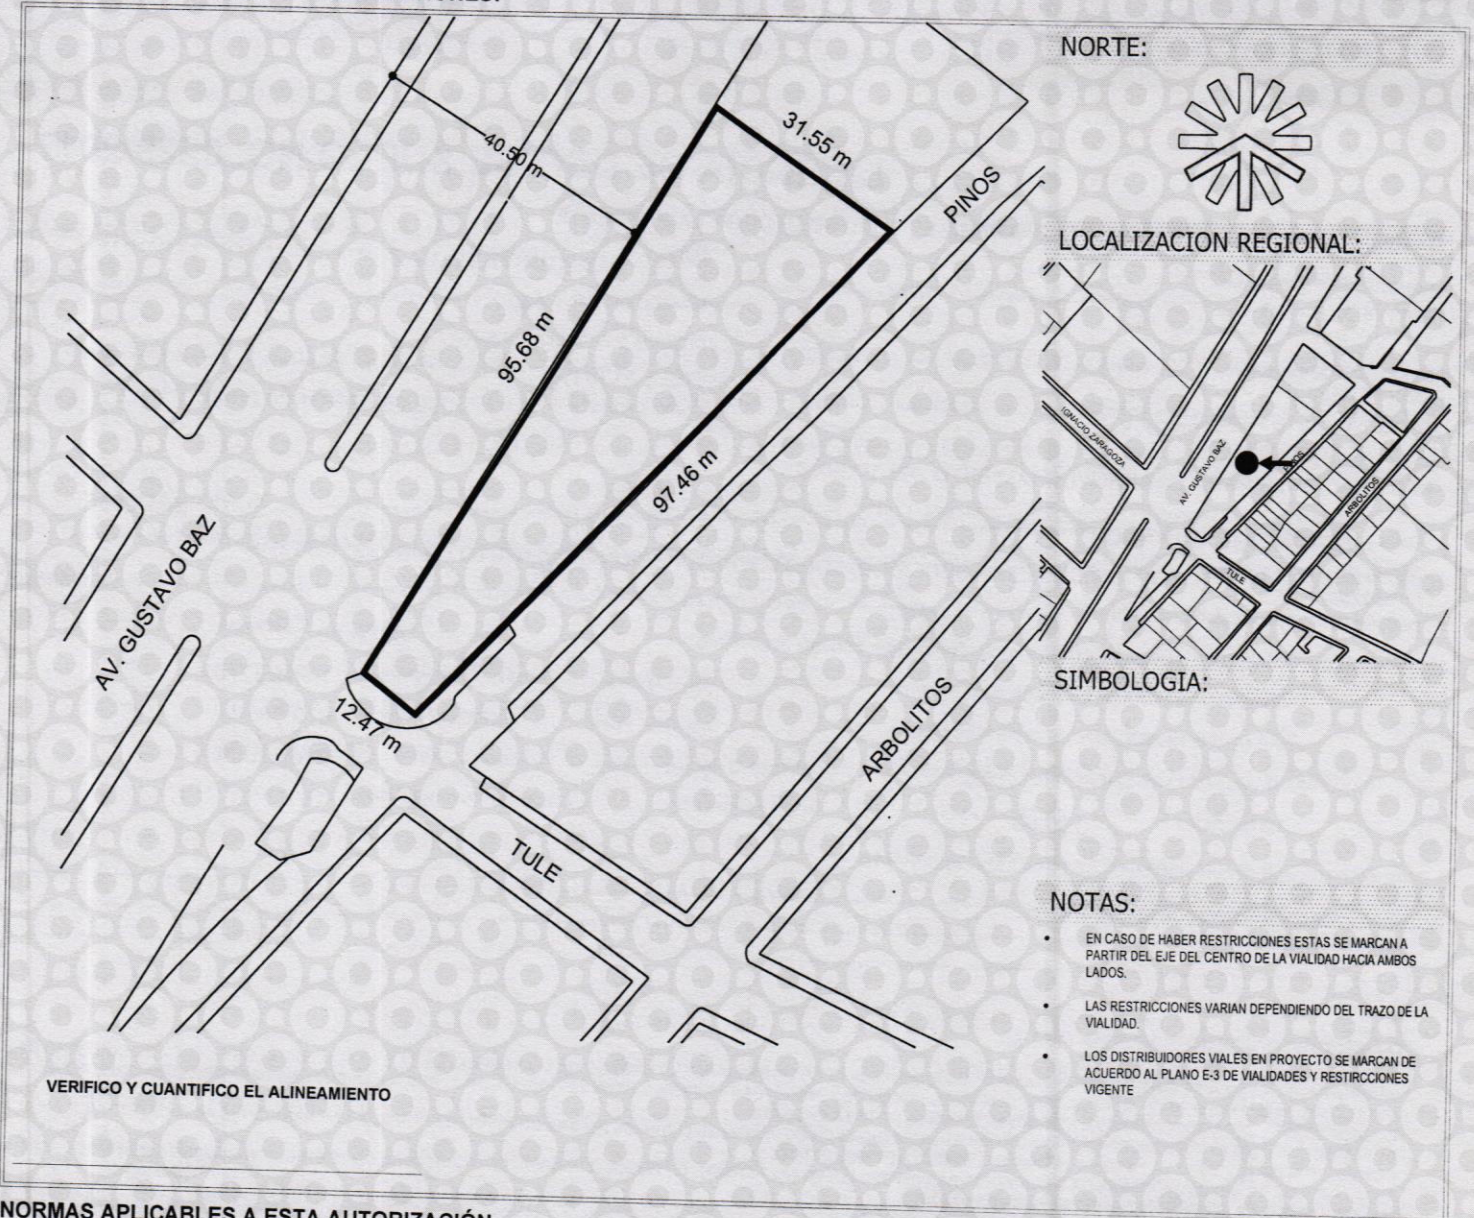 NORTE:
31.55 m
40.50 m
PINOS
LOCALIZACION REGIONAL:
95.68 m
IGNACIO ZARAGOZA
AV. GUSTAVO BAZ
97.46 m
ARBOLITOS
AV. GUSTAVO BAZ
TULE
SIMBOLOGIA:
12.47 m
ARBOLITOS
TULE
NOTAS:
• EN CASO DE HABER RESTRICCIONES ESTAS SE MARCAN A
PARTIR DEL EJE DEL CENTRO DE LA VIALIDAD HACIA AMBOS
LADOS.
• LAS RESTRICCIONES VARIAN DEPENDIENDO DEL TRAZO DE LA
VIALIDAD.
• LOS DISTRIBUIDORES VIALES EN PROYECTO SE MARCAN DE
ACUERDO AL PLANO E-3 DE VIALIDADES Y RESTIRCCIONES
VIGENTE
VERIFICO Y CUANTIFICO EL ALINEAMIENTO
NORMAS APLICABLES A ESTA AUTORIZACIÓN